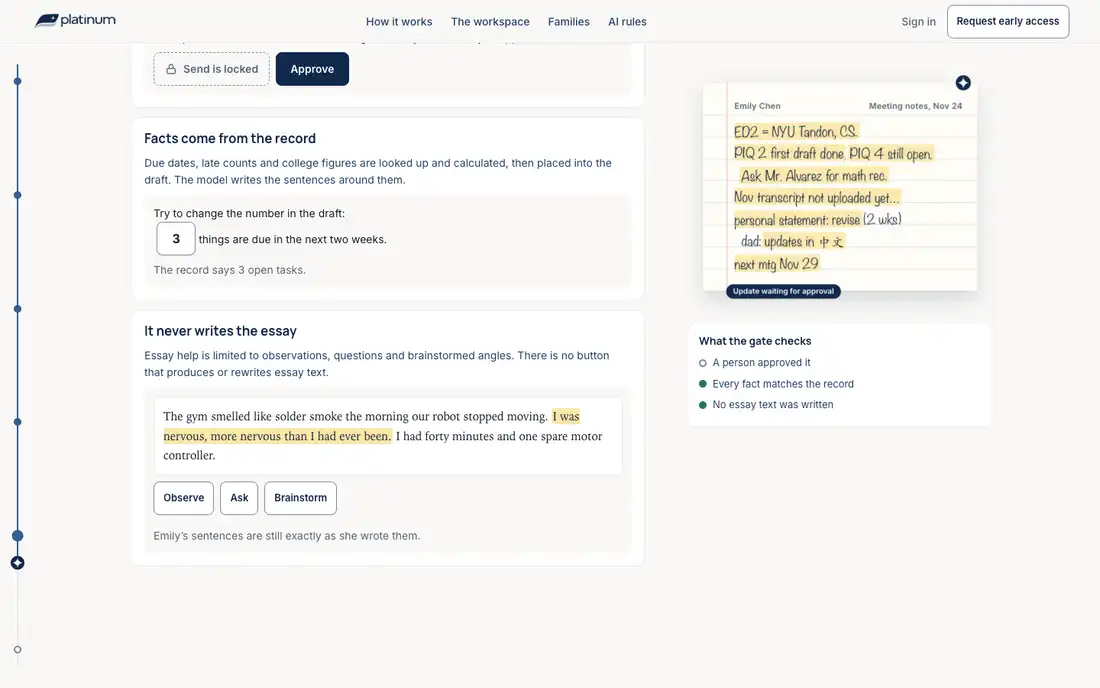 platinum
How it works
The workspace
Families
AI rules
Sign in
Request early access
Send is locked
Approve
Facts come from the record
Due dates, late counts and college figures are looked up and calculated, then placed into the
draft. The model writes the sentences around them.
Try to change the number in the draft:
3 things are due in the next two weeks.
The record says 3 open tasks.
It never writes the essay
Essay help is limited to observations, questions and brainstormed angles. There is no button
that produces or rewrites essay text.
The gym smelled like solder smoke the morning our robot stopped moving. I was
nervous, more nervous than I had ever been. I had forty minutes and one spare motor
controller.
Observe
Ask
Brainstorm
Emily’s sentences are still exactly as she wrote them.
Emily Chen
Meeting notes, Nov 24
ED2 = NYU Tandon, CS.
PIQ 2 first draft done PIQ 4 still open.
Ask Mr. Alvarez for math rec.
Nov transcript not uploaded yet...
personal statement: revise (2 wks)
dad: updates in 中文
next mtg Nov 29
Update waiting for approval
What the gate checks
A person approved it
Every fact matches the record
No essay text was written